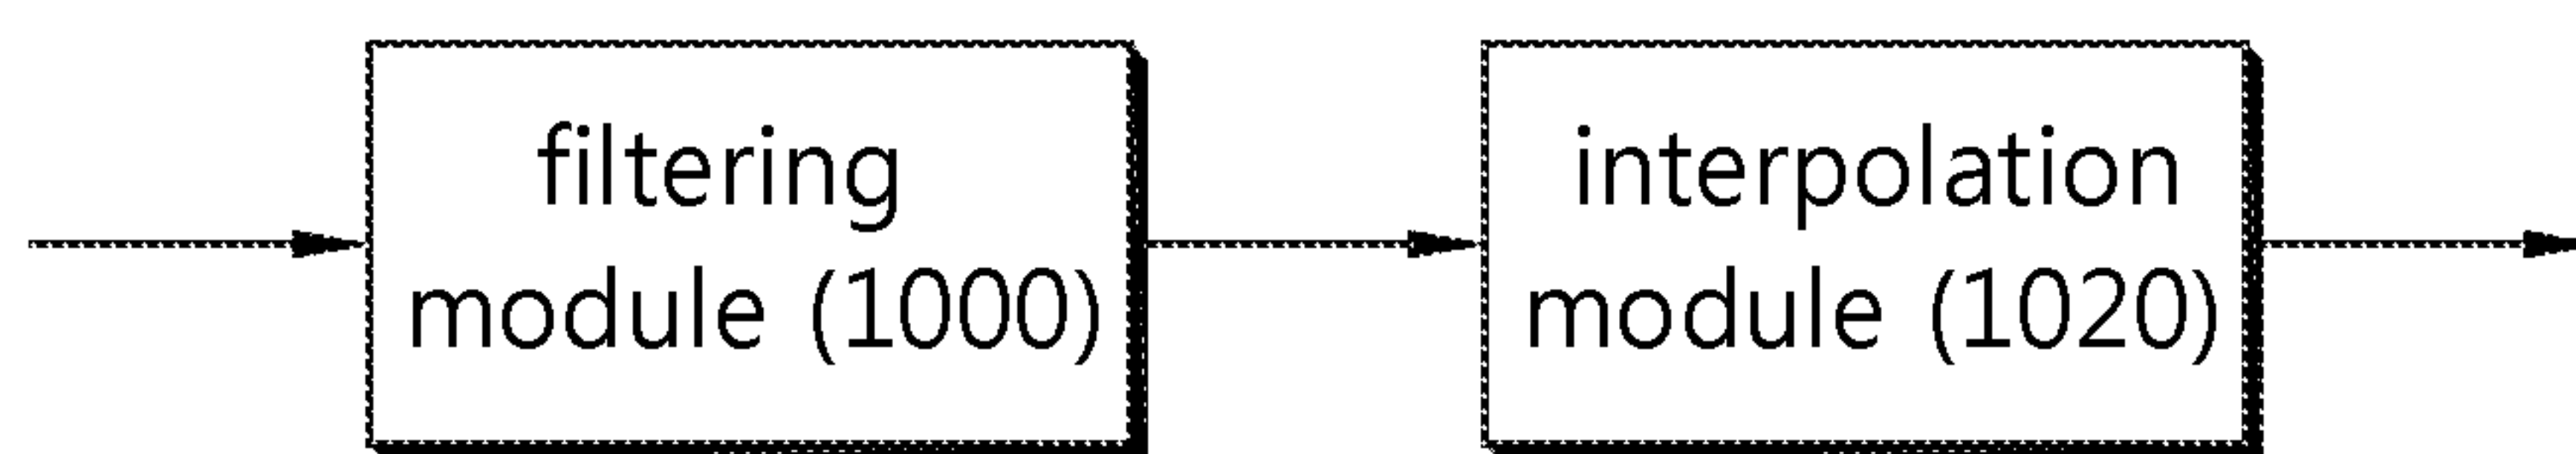 filtering
module (1000)
interpolation
module (1020)